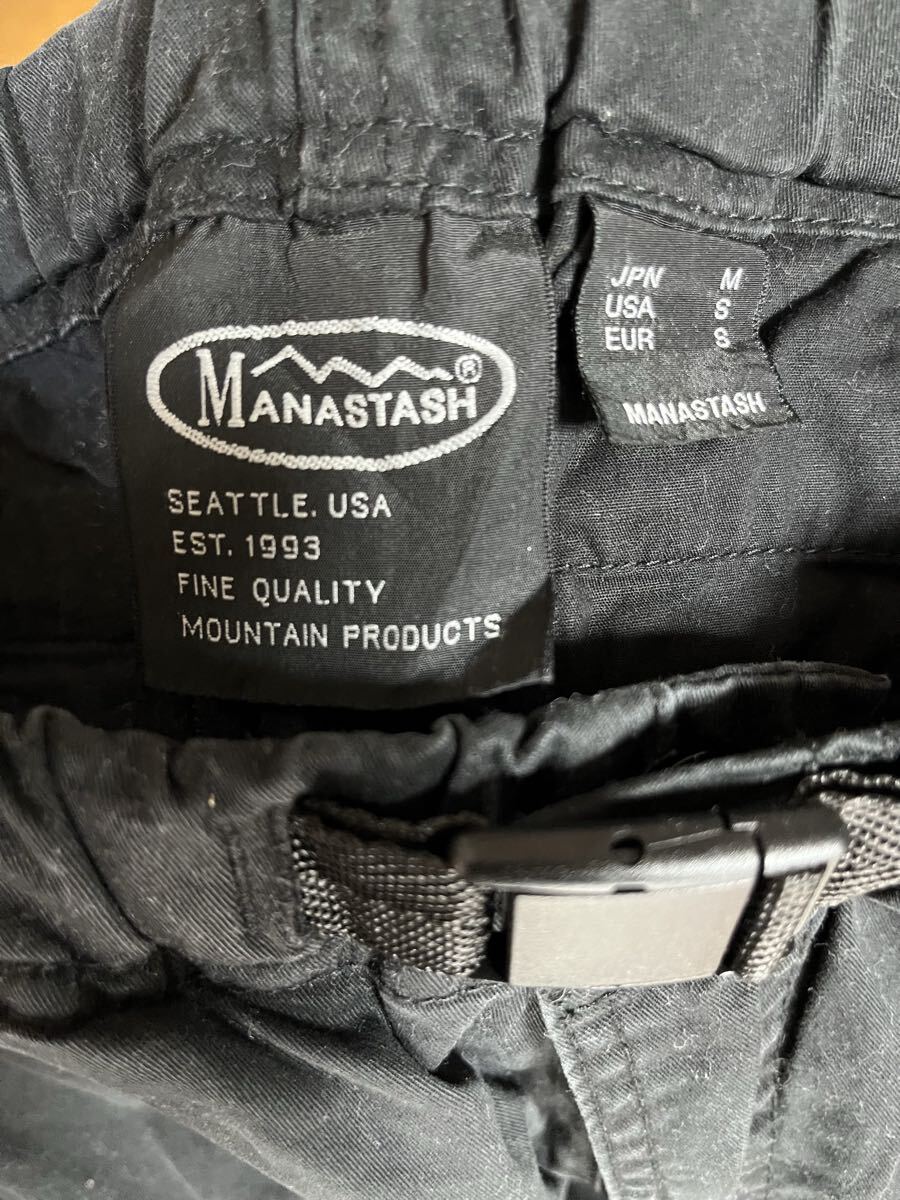 MANASTASH®
SEATTLE. USA
EST. 1993
FINE QUALITY
MOUNTAIN PRODUCTS
JPN M
USA S
EUR S
MANASTASH